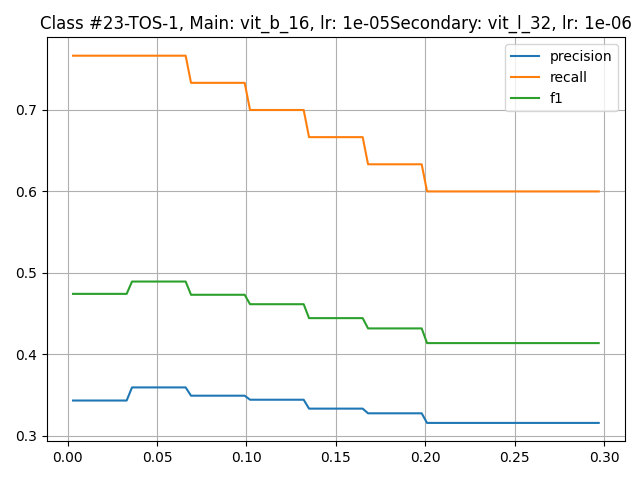 Class #23-TOS-1, Main: vit_b_16, lr: 1e-05Secondary: vit_l_32, lr: 1e-06
precision
recall
f1
0.7
0.6
0.5
0.4
0.3
0.00 0.05 0.10 0.15 0.20 0.25 0.30